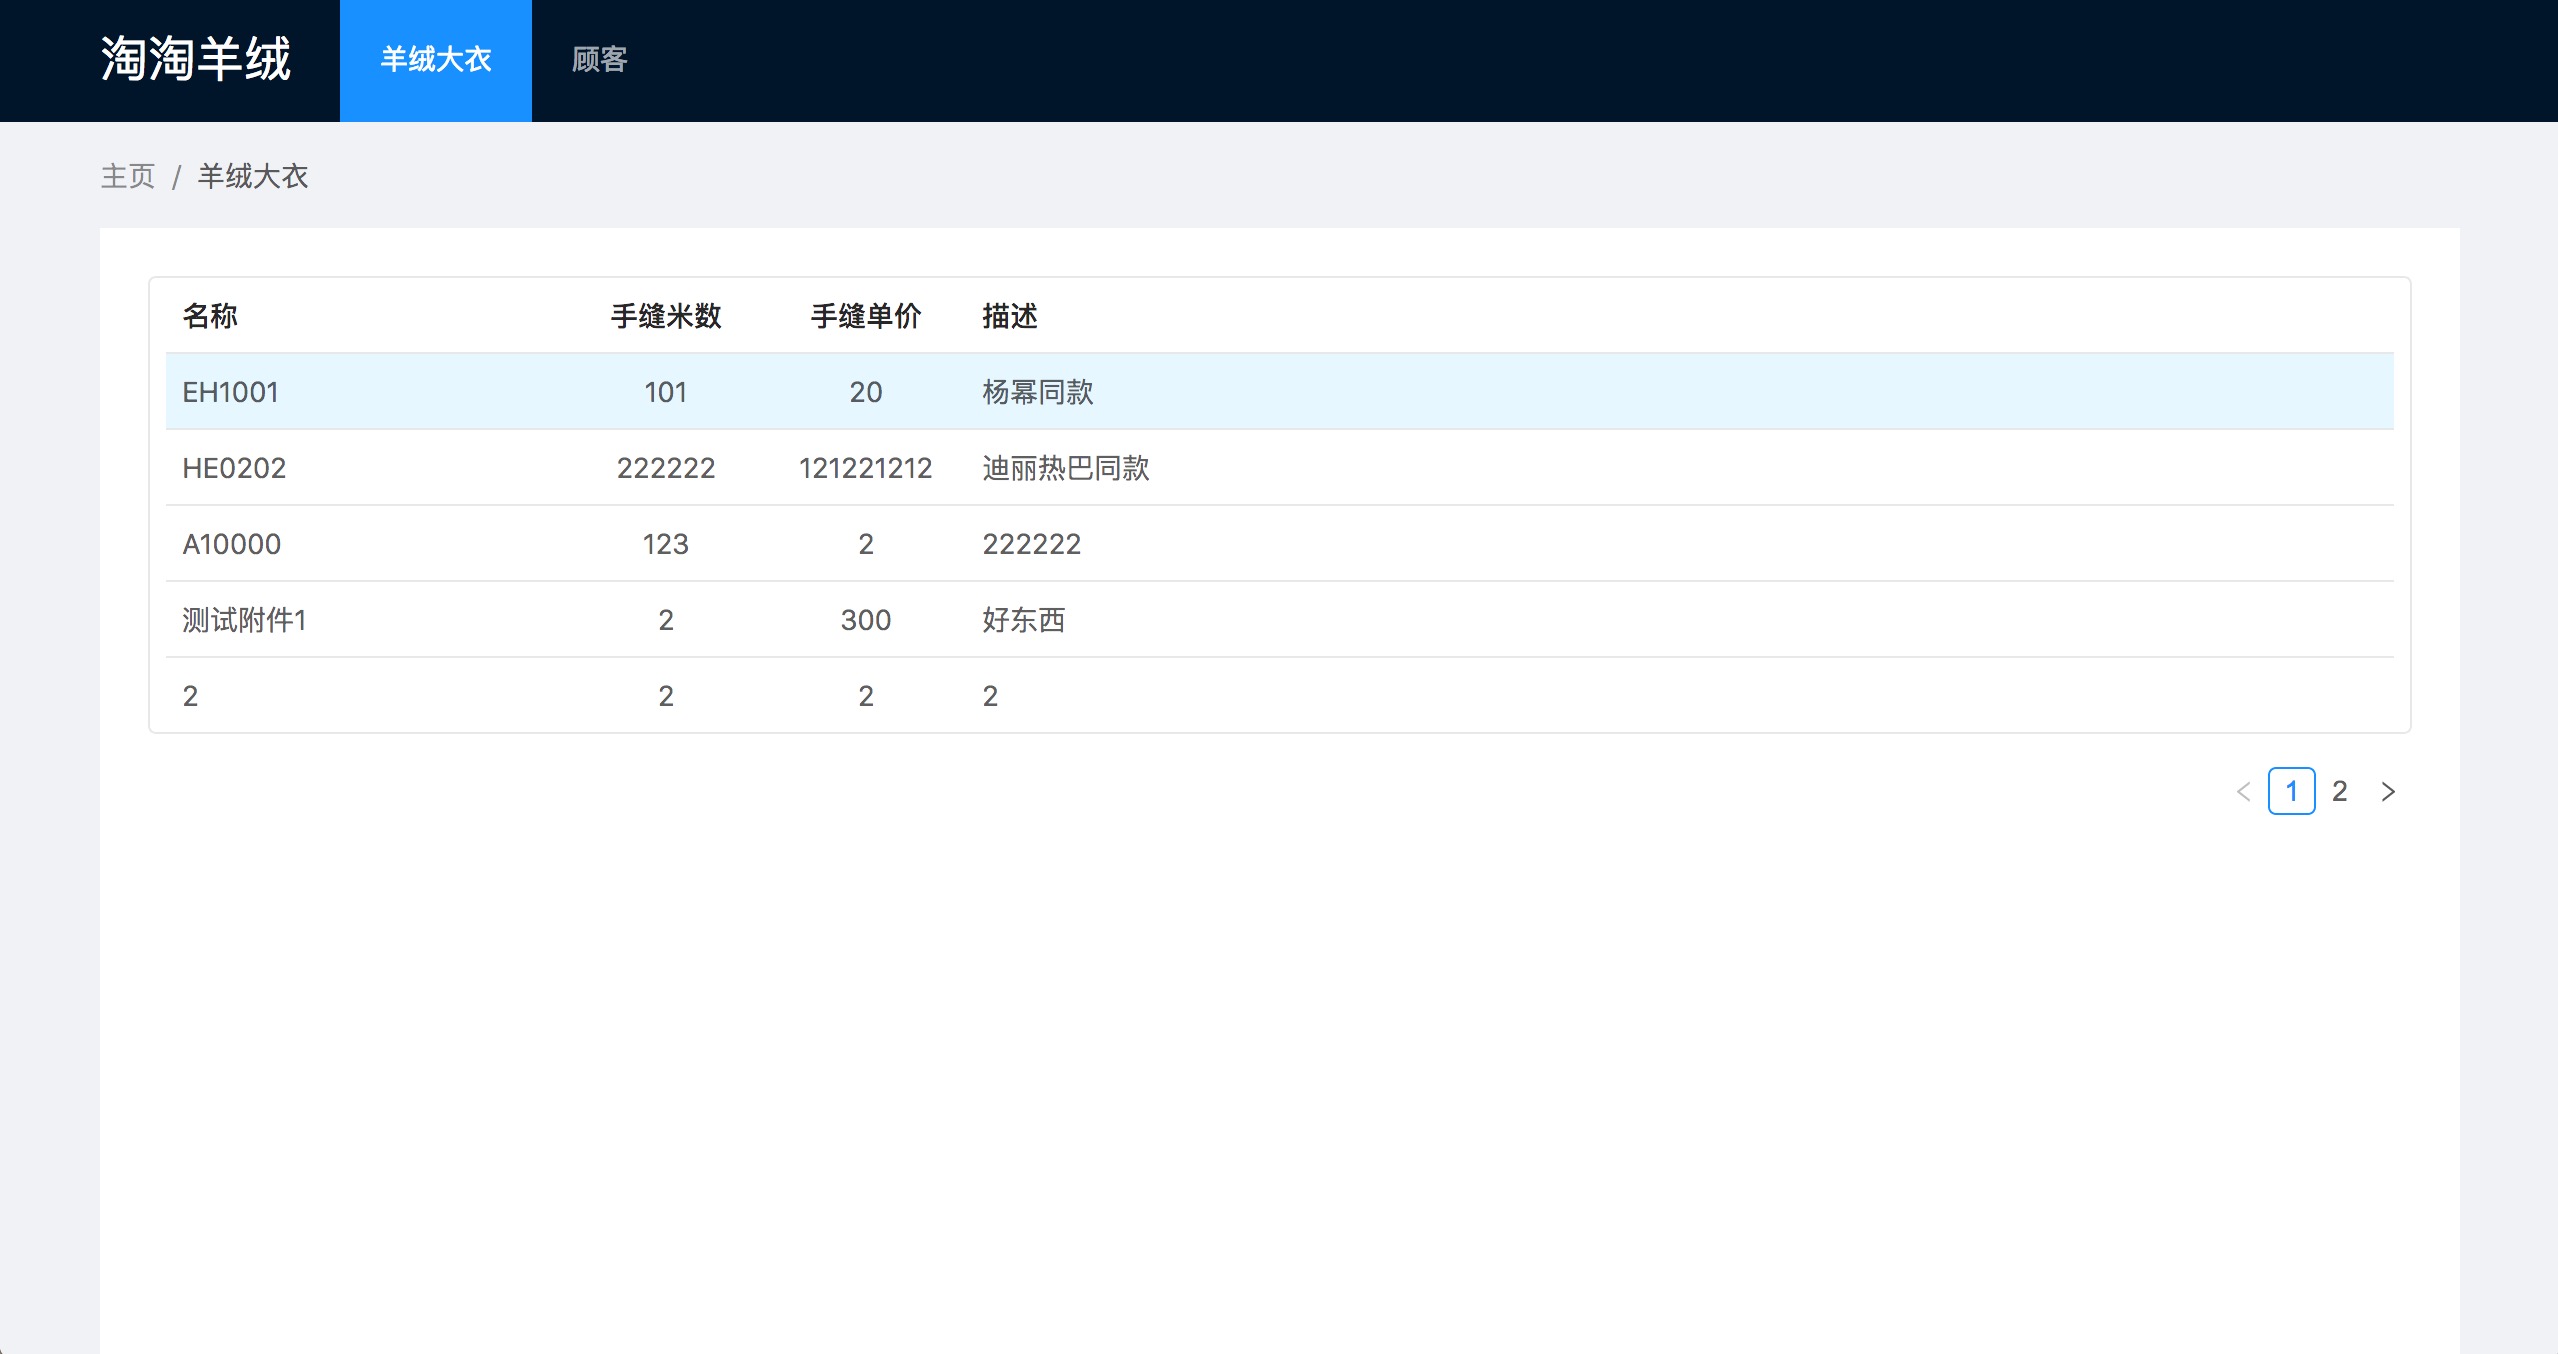 淘淘羊绒 羊绒大衣 顾客
主页 / 羊绒大衣
名称 手缝米数 手缝单价 描述
EH1001 101 20 杨幂同款
HE0202 222222 121221212 迪丽热巴同款
A10000 123 2 222222
测试附件1 2 300 好东西
2 2 2 2
< 1 2 >